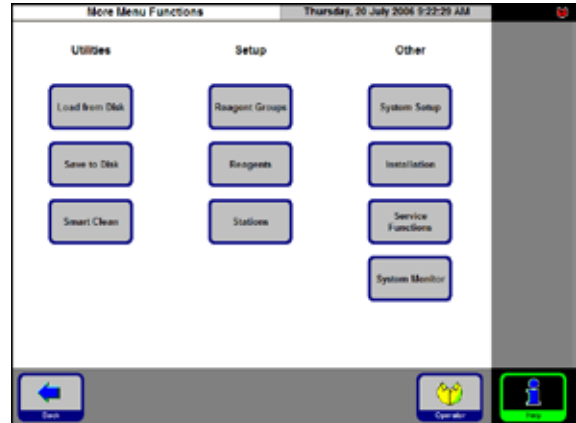 More Menu Functions
Thursday, 20 July 2006 9:22:29 AM
Utilities
Setup
Other
Load from Disk
Reagent Groups
System Setup
Save to Disk
Reagents
Installation
Smart Clean
Stations
Service
Functions
System Monitor
Back
Operator
Help